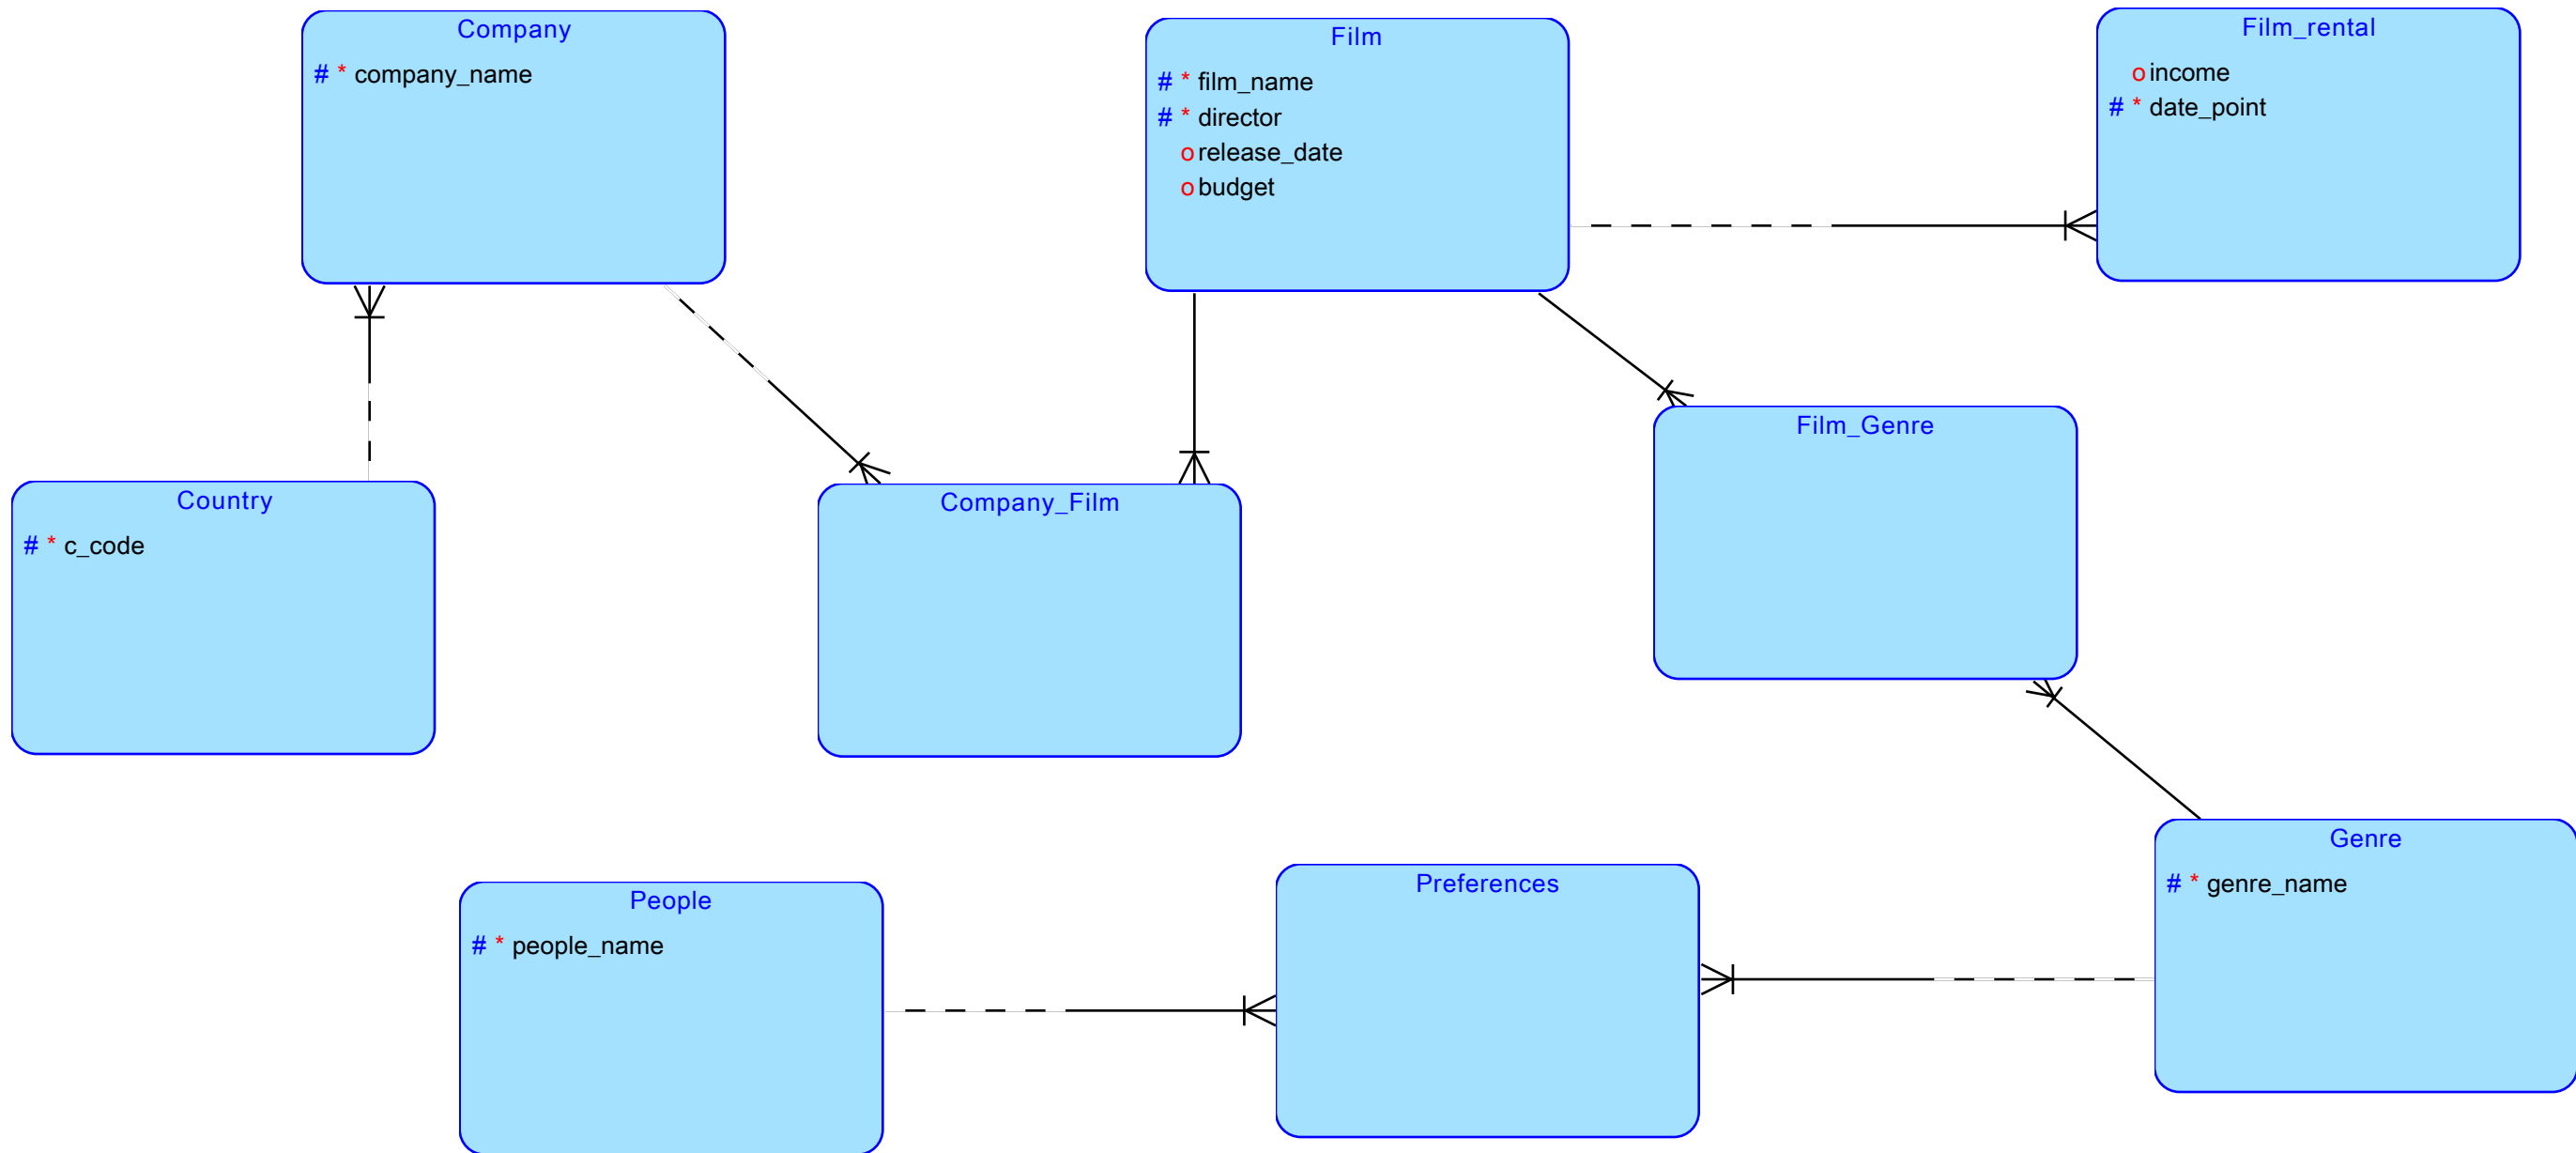 Company
# * company_name
Film
# * film_name
# * director
o release_date
o budget
Film_rental
o income
# * date_point
Country
# * c_code
Company_Film
Film_Genre
People
# * people_name
Preferences
Genre
# * genre_name